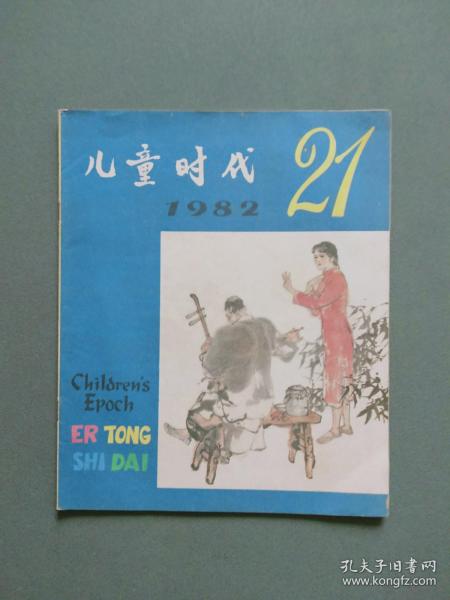 儿童时代
21
1982
Children's
Epoch
ER TONG
SHI DAI
孔夫子旧书网
www.kongfz.com